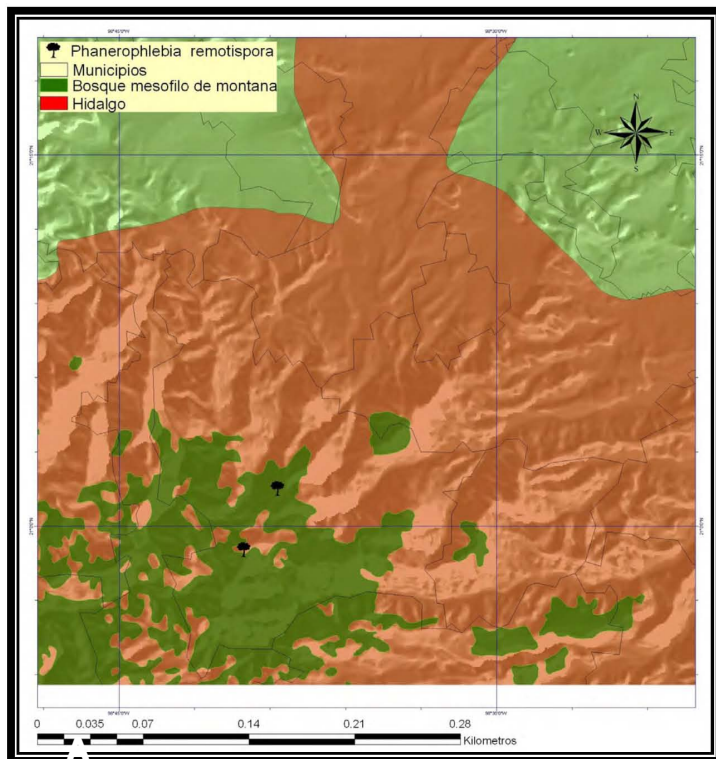 Phanerophlebia remotispora
Municipios
Bosque mesofilo de montana
Hidalgo
N
W E
S
0 0.035 0.07 0.14 0.21 0.28
Kilometros